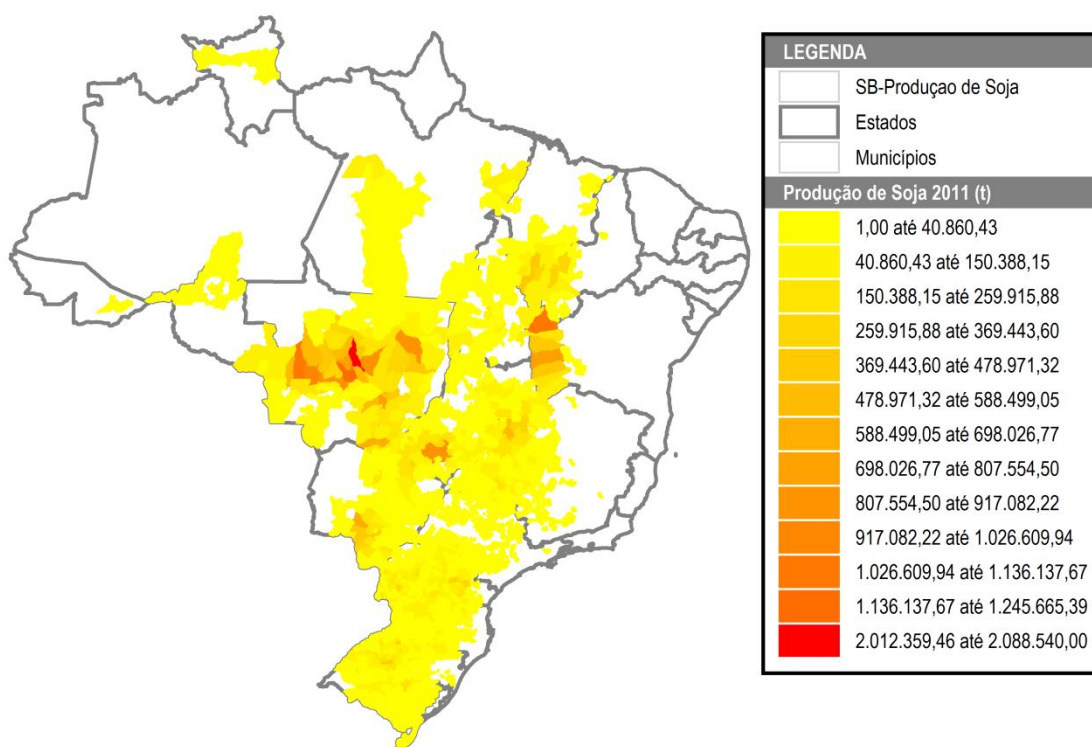 LEGENDA
SB-Produçao de Soja
Estados
Municípios
Produção de Soja 2011 (t)
1,00 até 40.860,43
40.860,43 até 150.388,15
150.388,15 até 259.915,88
259.915,88 até 369.443,60
369.443,60 até 478.971,32
478.971,32 até 588.499,05
588.499,05 até 698.026,77
698.026,77 até 807.554,50
807.554,50 até 917.082,22
917.082,22 até 1.026.609,94
1.026.609,94 até 1.136.137,67
1.136.137,67 até 1.245.665,39
2.012.359,46 até 2.088.540,00